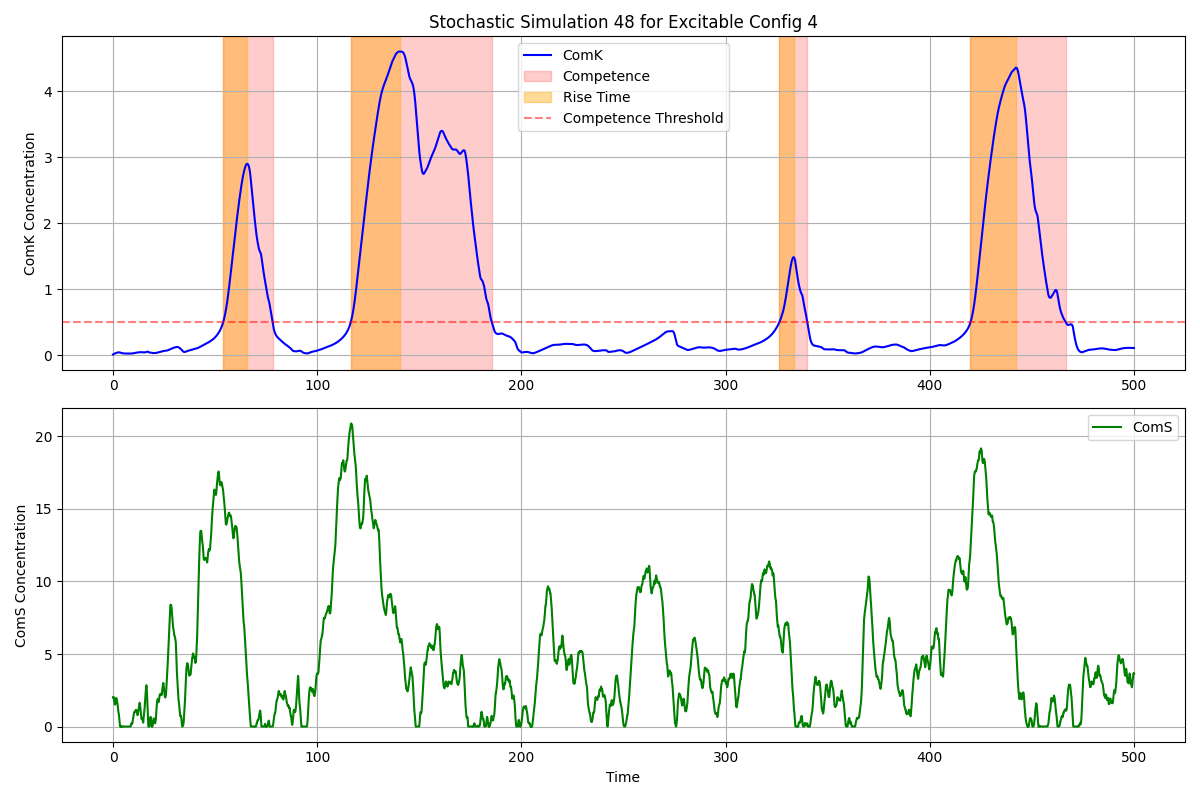 Stochastic Simulation 48 for Excitable Config 4
ComK Concentration
4
3
2
1
0
ComK
Competence
Rise Time
Competence Threshold
0 100 200 300 400 500
ComS Concentration
20
15
10
5
0
ComS
0 100 200 300 400 500
Time